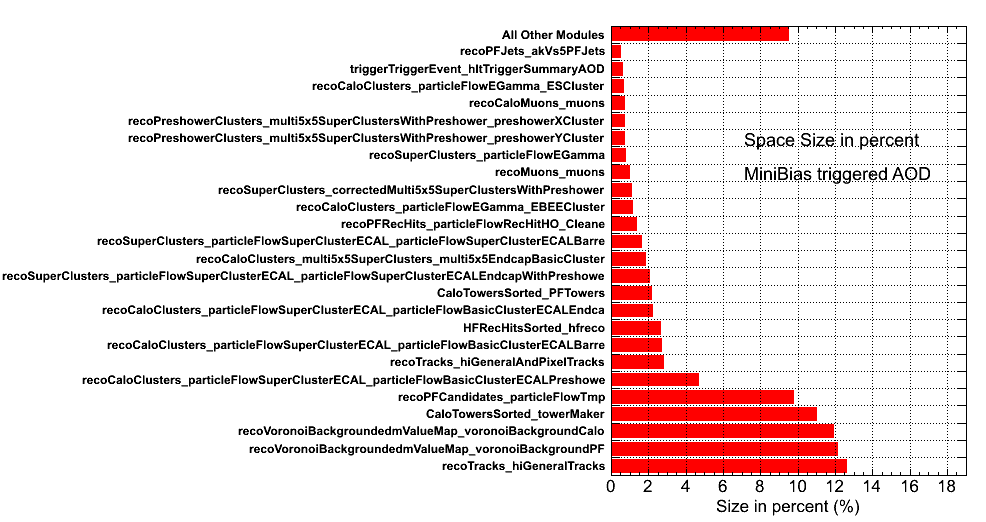 All Other Modules
recoPFJets_akVs5PFJets
triggerTriggerEvent_hltTriggerSummaryAOD
recoCaloClusters_particleFlowEGamma_ESCluster
recoCaloMuons_muons
recoPreshowerClusters_multi5x5SuperClustersWithPreshower_preshowerXCluster
recoPreshowerClusters_multi5x5SuperClustersWithPreshower_preshowerYCluster
recoSuperClusters_particleFlowEGamma
recoMuons_muons
recoSuperClusters_correctedMulti5x5SuperClustersWithPreshower
recoCaloClusters_particleFlowEGamma_EBEECluster
recoPFRecHits_particleFlowRecHitHO_Cleane
recoSuperClusters_particleFlowSuperClusterECAL_particleFlowSuperClusterECALBarre
recoCaloClusters_multi5x5SuperClusters_multi5x5EndcapBasicCluster
recoSuperClusters_particleFlowSuperClusterECAL_particleFlowSuperClusterECALEndcapWithPreshowe
CaloTowersSorted_PFTowers
recoCaloClusters_particleFlowSuperClusterECAL_particleFlowBasicClusterECALEndca
HFRecHitsSorted_hfreco
recoCaloClusters_particleFlowSuperClusterECAL_particleFlowBasicClusterECALBarre
recoTracks_hiGeneralAndPixelTracks
recoCaloClusters_particleFlowSuperClusterECAL_particleFlowBasicClusterECALPreshowe
recoPFCandidates_particleFlowTmp
CaloTowersSorted_towerMaker
recoVoronoiBackgroundedmValueMap_voronoiBackgroundCalo
recoVoronoiBackgroundedmValueMap_voronoiBackgroundPF
recoTracks_hiGeneralTracks
Space Size in percent
MiniBias triggered AOD
0 2 4 6 8 10 12 14 16 18
Size in percent (%)